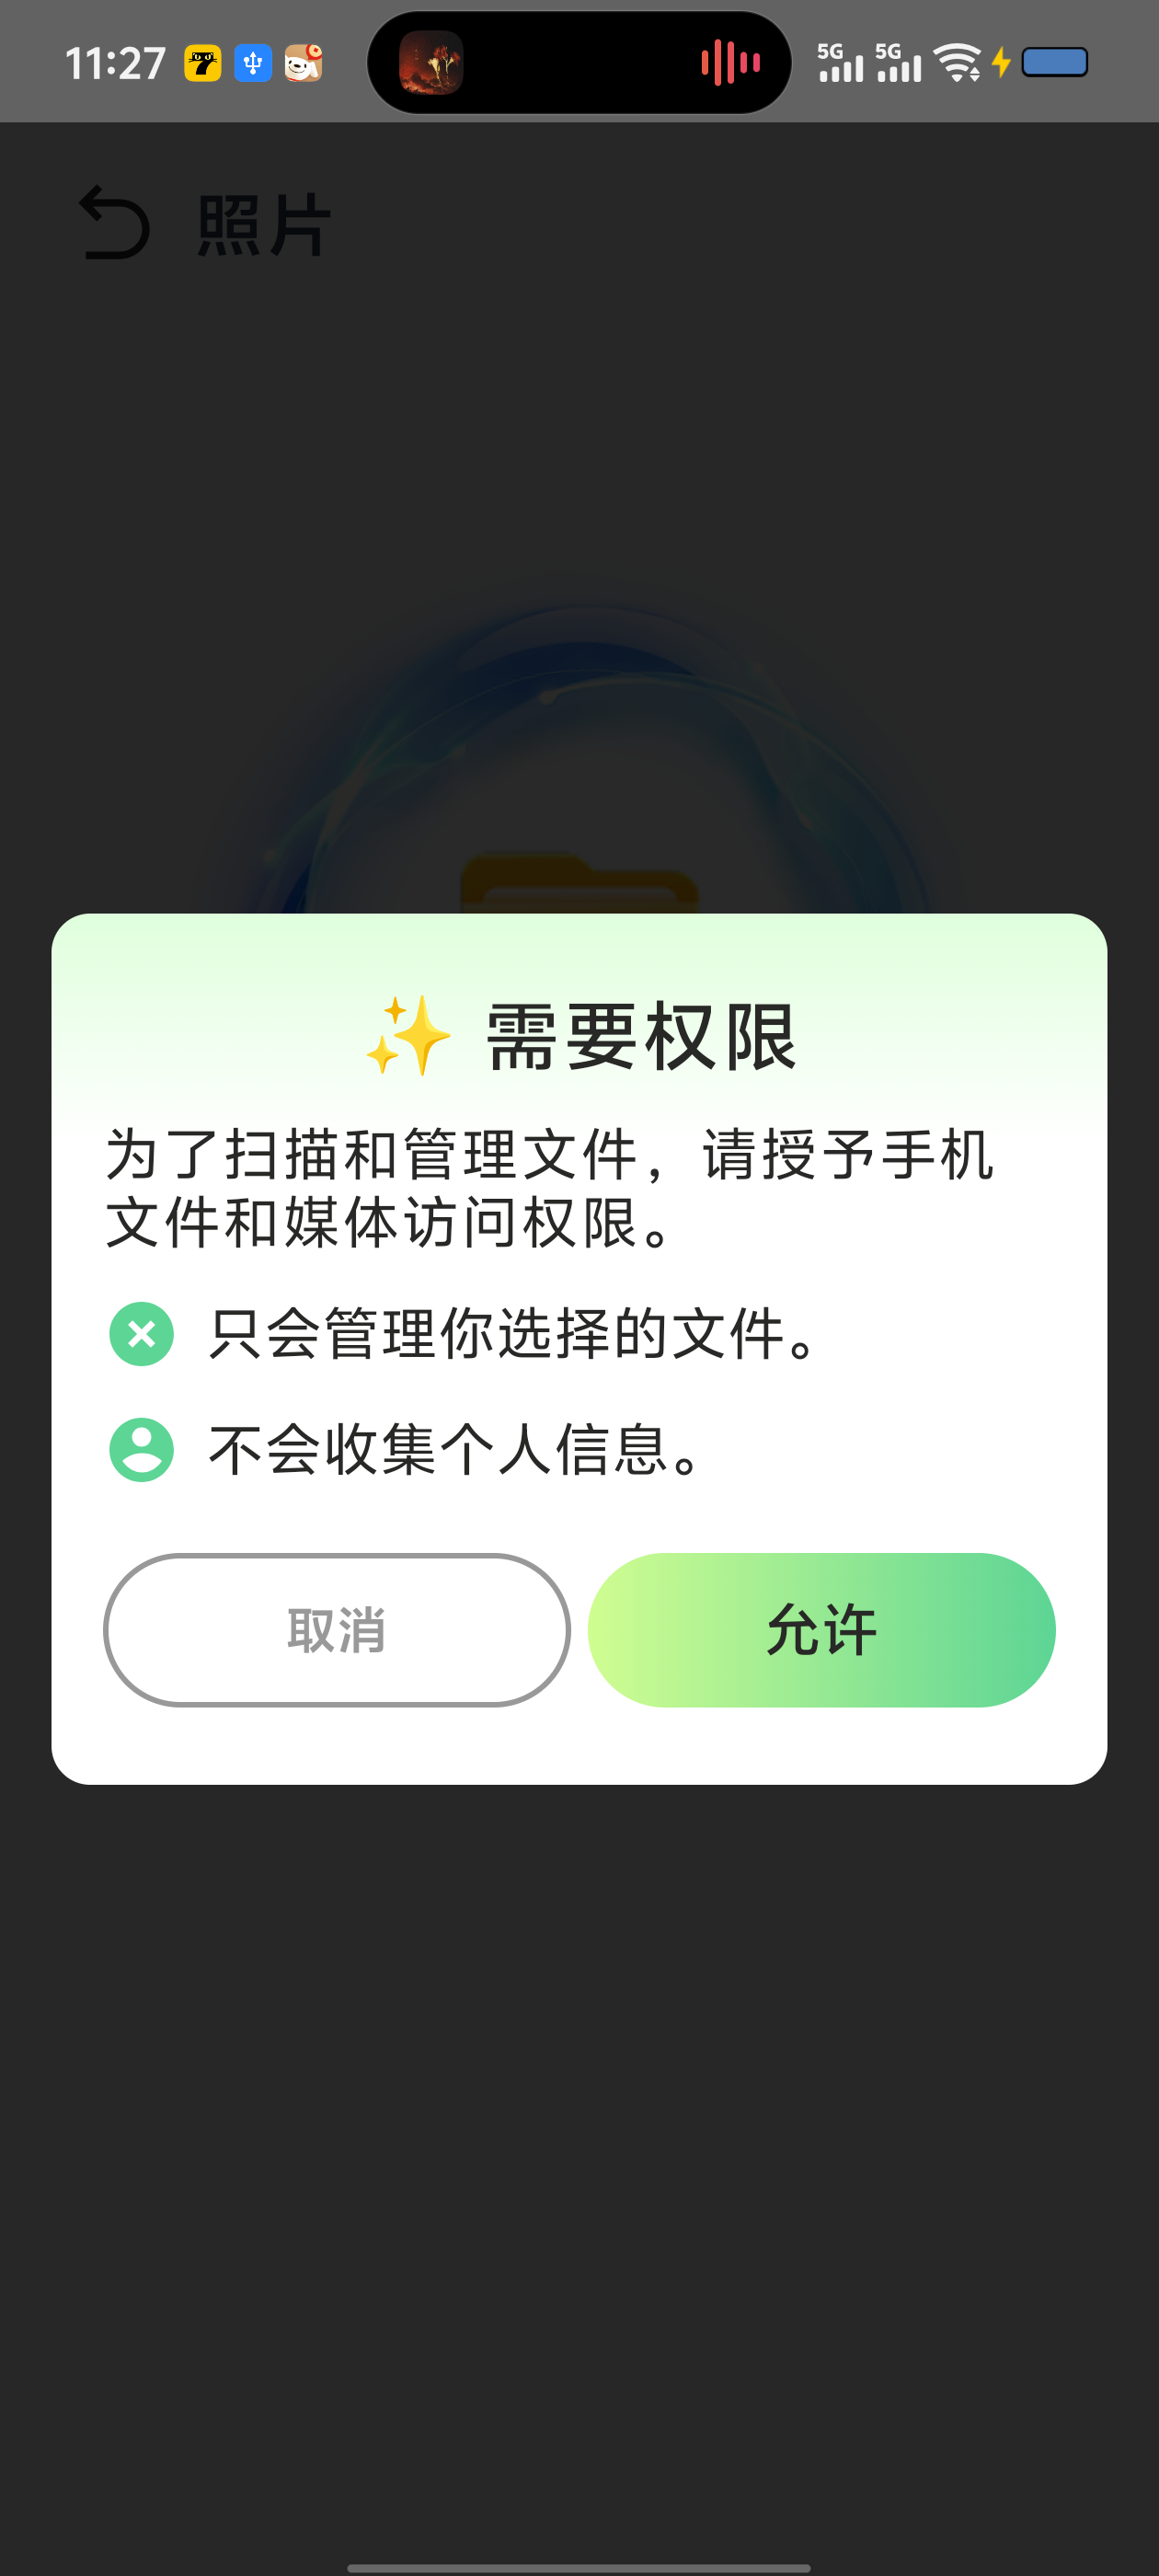 11:27
5G 5G
照片
✨ 需要权限
为了扫描和管理文件，请授予手机
文件和媒体访问权限。
只会管理你选择的文件。
不会收集个人信息。
取消 允许